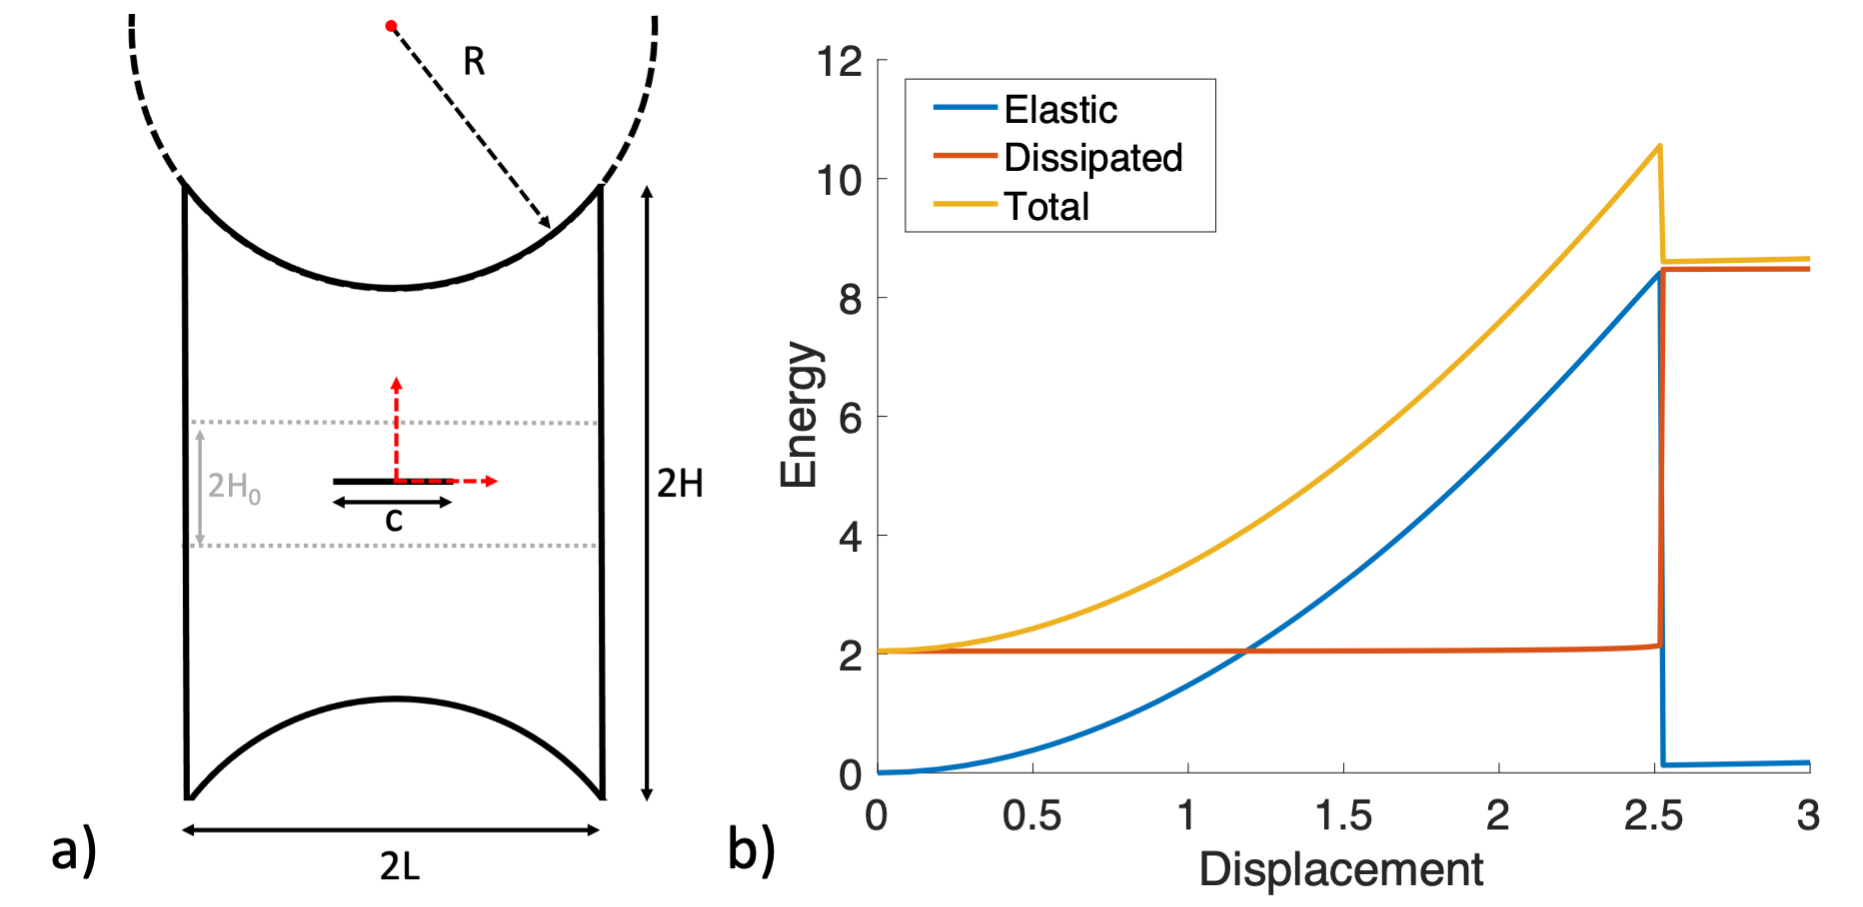 R
2H₀
c
2H
2L
a)
12
10
8
6
4
2
0
Energy
Elastic
Dissipated
Total
0 0.5 1 1.5 2 2.5 3
Displacement
b)